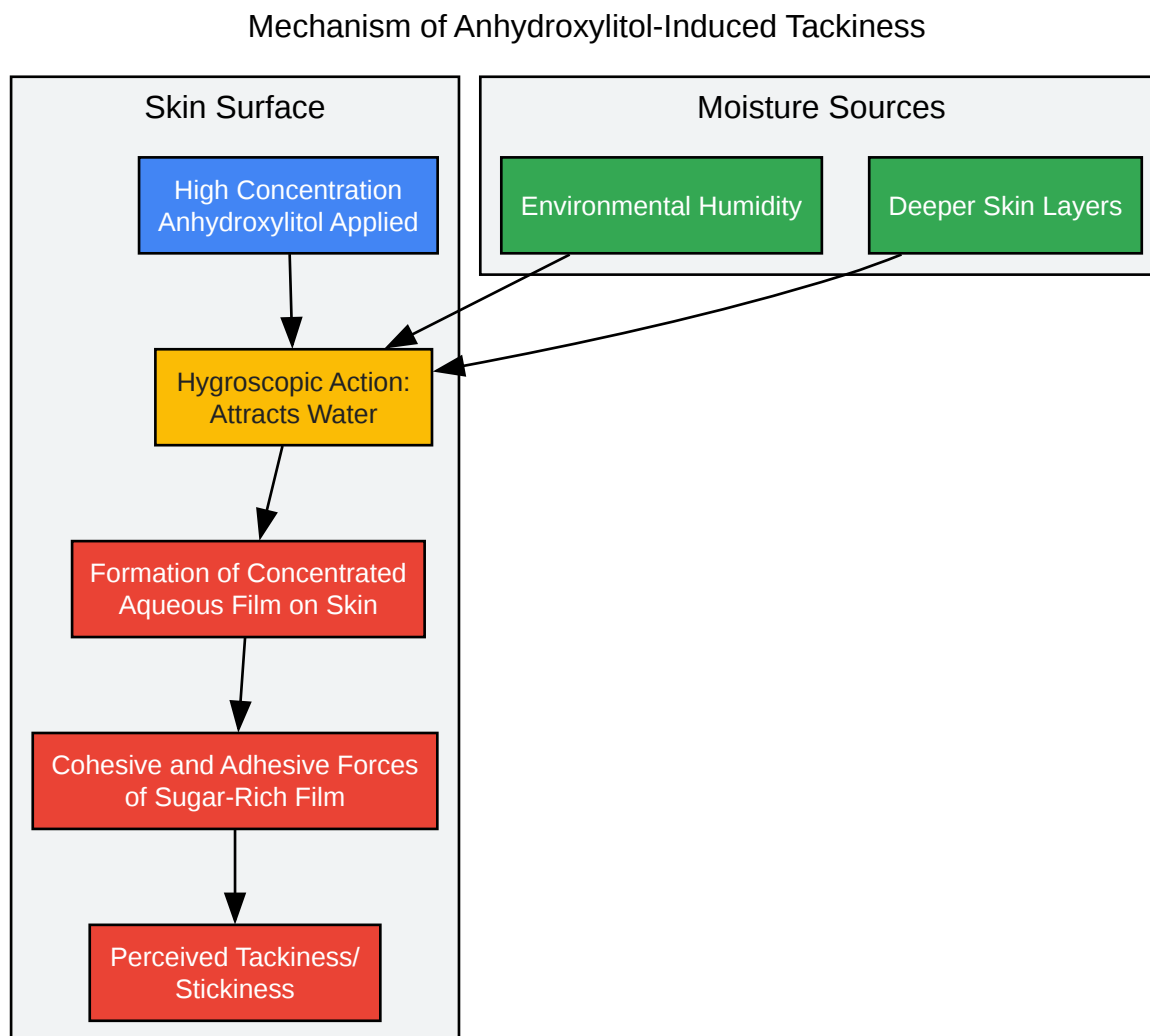 Mechanism of Anhydroxylitol-Induced Tackiness
Skin Surface
High Concentration
Anhydroxylitol Applied
Hygroscopic Action:
Attracts Water
Formation of Concentrated
Aqueous Film on Skin
Cohesive and Adhesive Forces
of Sugar-Rich Film
Perceived Tackiness/
Stickiness
Moisture Sources
Environmental Humidity
Deeper Skin Layers